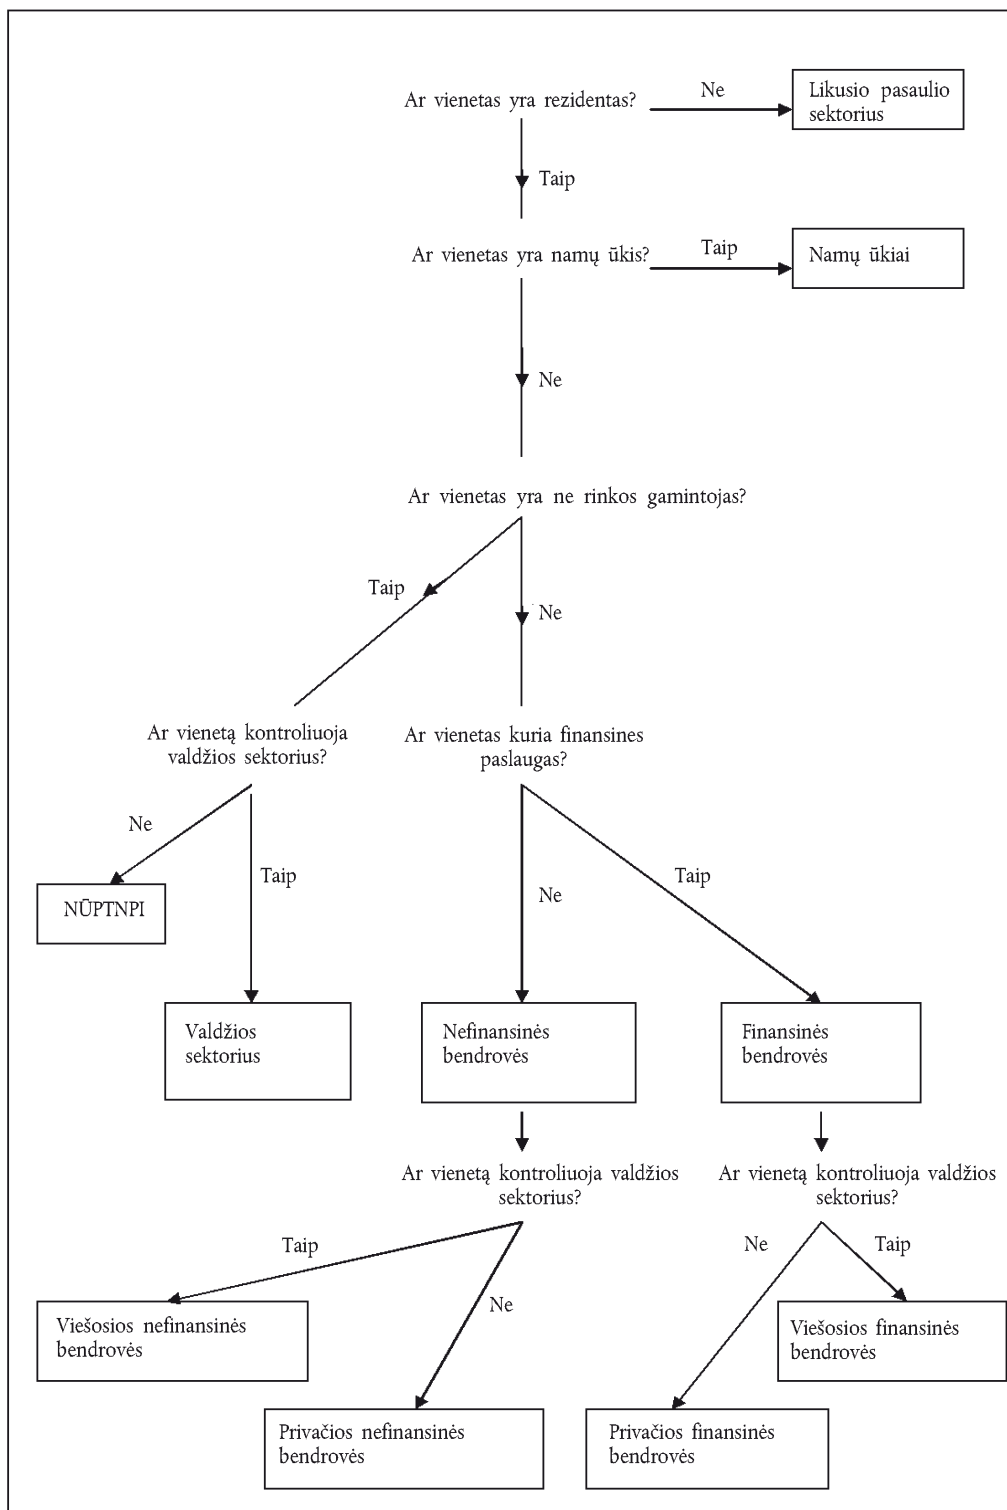 Ar vienetas yra rezidentas?
Ne
Likusio pasaulio
sektorius
Taip
Ar vienetas yra namų ūkis?
Taip
Namų ūkiai
Ne
Ar vienetas yra ne rinkos gamintojas?
Taip
Ne
Ar vienetą kontroliuoja
valdžios sektorius?
Ar vienetas kuria finansines
paslaugas?
Ne
Taip
Ne
Taip
NŪPTNPI
Valdžios
sektorius
Nefinansinės
bendrovės
Finansinės
bendrovės
Ar vienetą kontroliuoja valdžios
sektorius?
Ar vienetą kontroliuoja valdžios
sektorius?
Taip
Ne
Ne
Taip
Viešosios nefinansinės
bendrovės
Viešosios finansinės
bendrovės
Privačios nefinansinės
bendrovės
Privačios finansinės
bendrovės